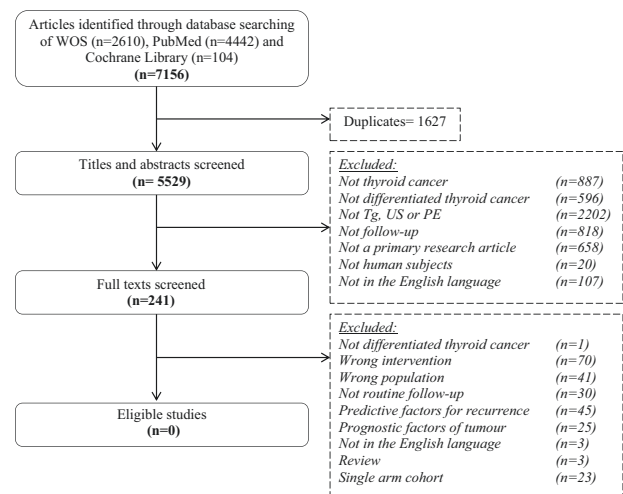 Articles identified through database searching
of WOS (n=2610), PubMed (n=4442) and
Cochrane Library (n=104)
(n=7156)
Duplicates= 1627
Titles and abstracts screened
(n= 5529)
Excluded:
Not thyroid cancer (n=887)
Not differentiated thyroid cancer (n=596)
Not Tg, US or PE (n=2202)
Not follow-up (n=818)
Not a primary research article (n=658)
Not human subjects (n=20)
Not in the English language (n=107)
Full texts screened
(n=241)
Excluded:
Not differentiated thyroid cancer (n=1)
Wrong intervention (n=70)
Wrong population (n=41)
Not routine follow-up (n=30)
Predictive factors for recurrence (n=45)
Prognostic factors of tumour (n=25)
Not in the English language (n=3)
Review (n=3)
Single arm cohort (n=23)
Eligible studies
(n=0)